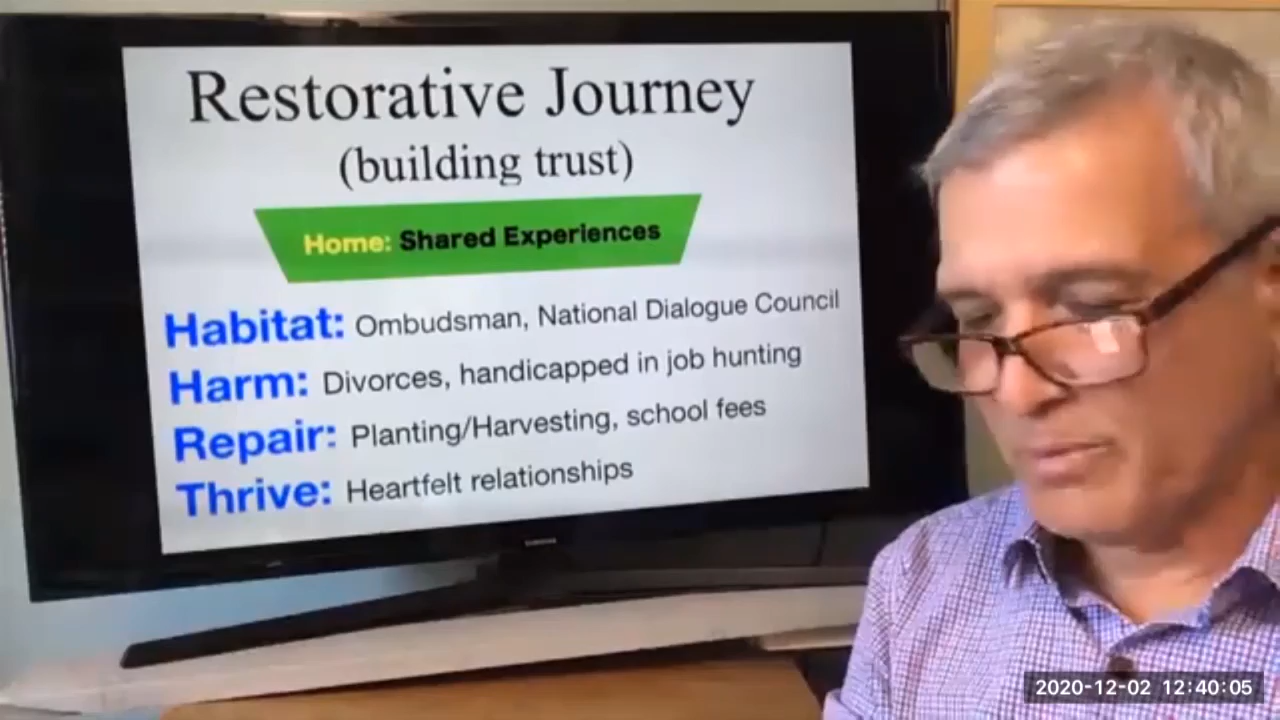 Restorative Journey
(building trust)
Home: Shared Experiences
Habitat: Ombudsman, National Dialogue Council
Harm: Divorces, handicapped in job hunting
Repair: Planting/Harvesting, school fees
Thrive: Heartfelt relationships
SAMSUNG
2020-12-02 12:40:05